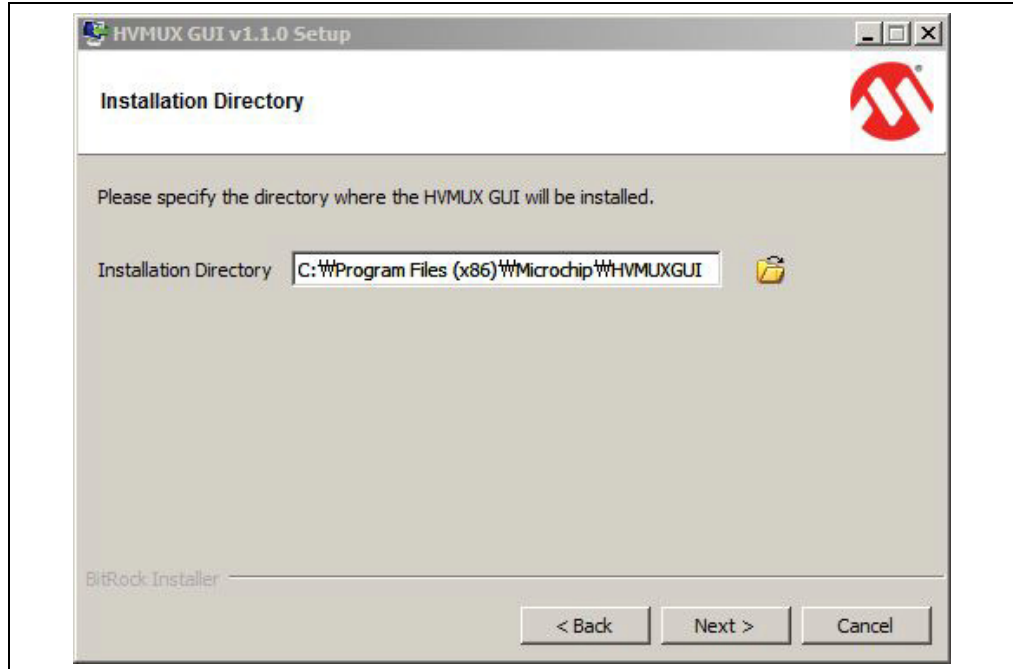 HVMUX GUI v1.1.0 Setup
Installation Directory
Please specify the directory where the HVMUX GUI will be installed.
Installation Directory C:₩Program Files (x86)₩Microchip₩HVMUXGUI
BitRock Installer
< Back Next > Cancel